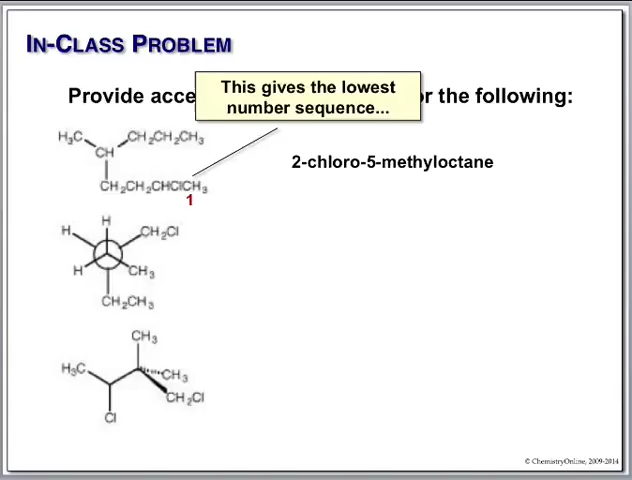 IN-CLASS PROBLEM
This gives the lowest
Provide acce or the following:
number sequence...
H₃C CH₂CH₂CH₃
CH
2-chloro-5-methyloctane
CH₂CH₂CHClCH₃
1
H
H CH₂Cl
H CH₃
CH₂CH₃
CH₃
H₃C CH₃
CH₂Cl
Cl
© ChemistryOnline, 2009-2014